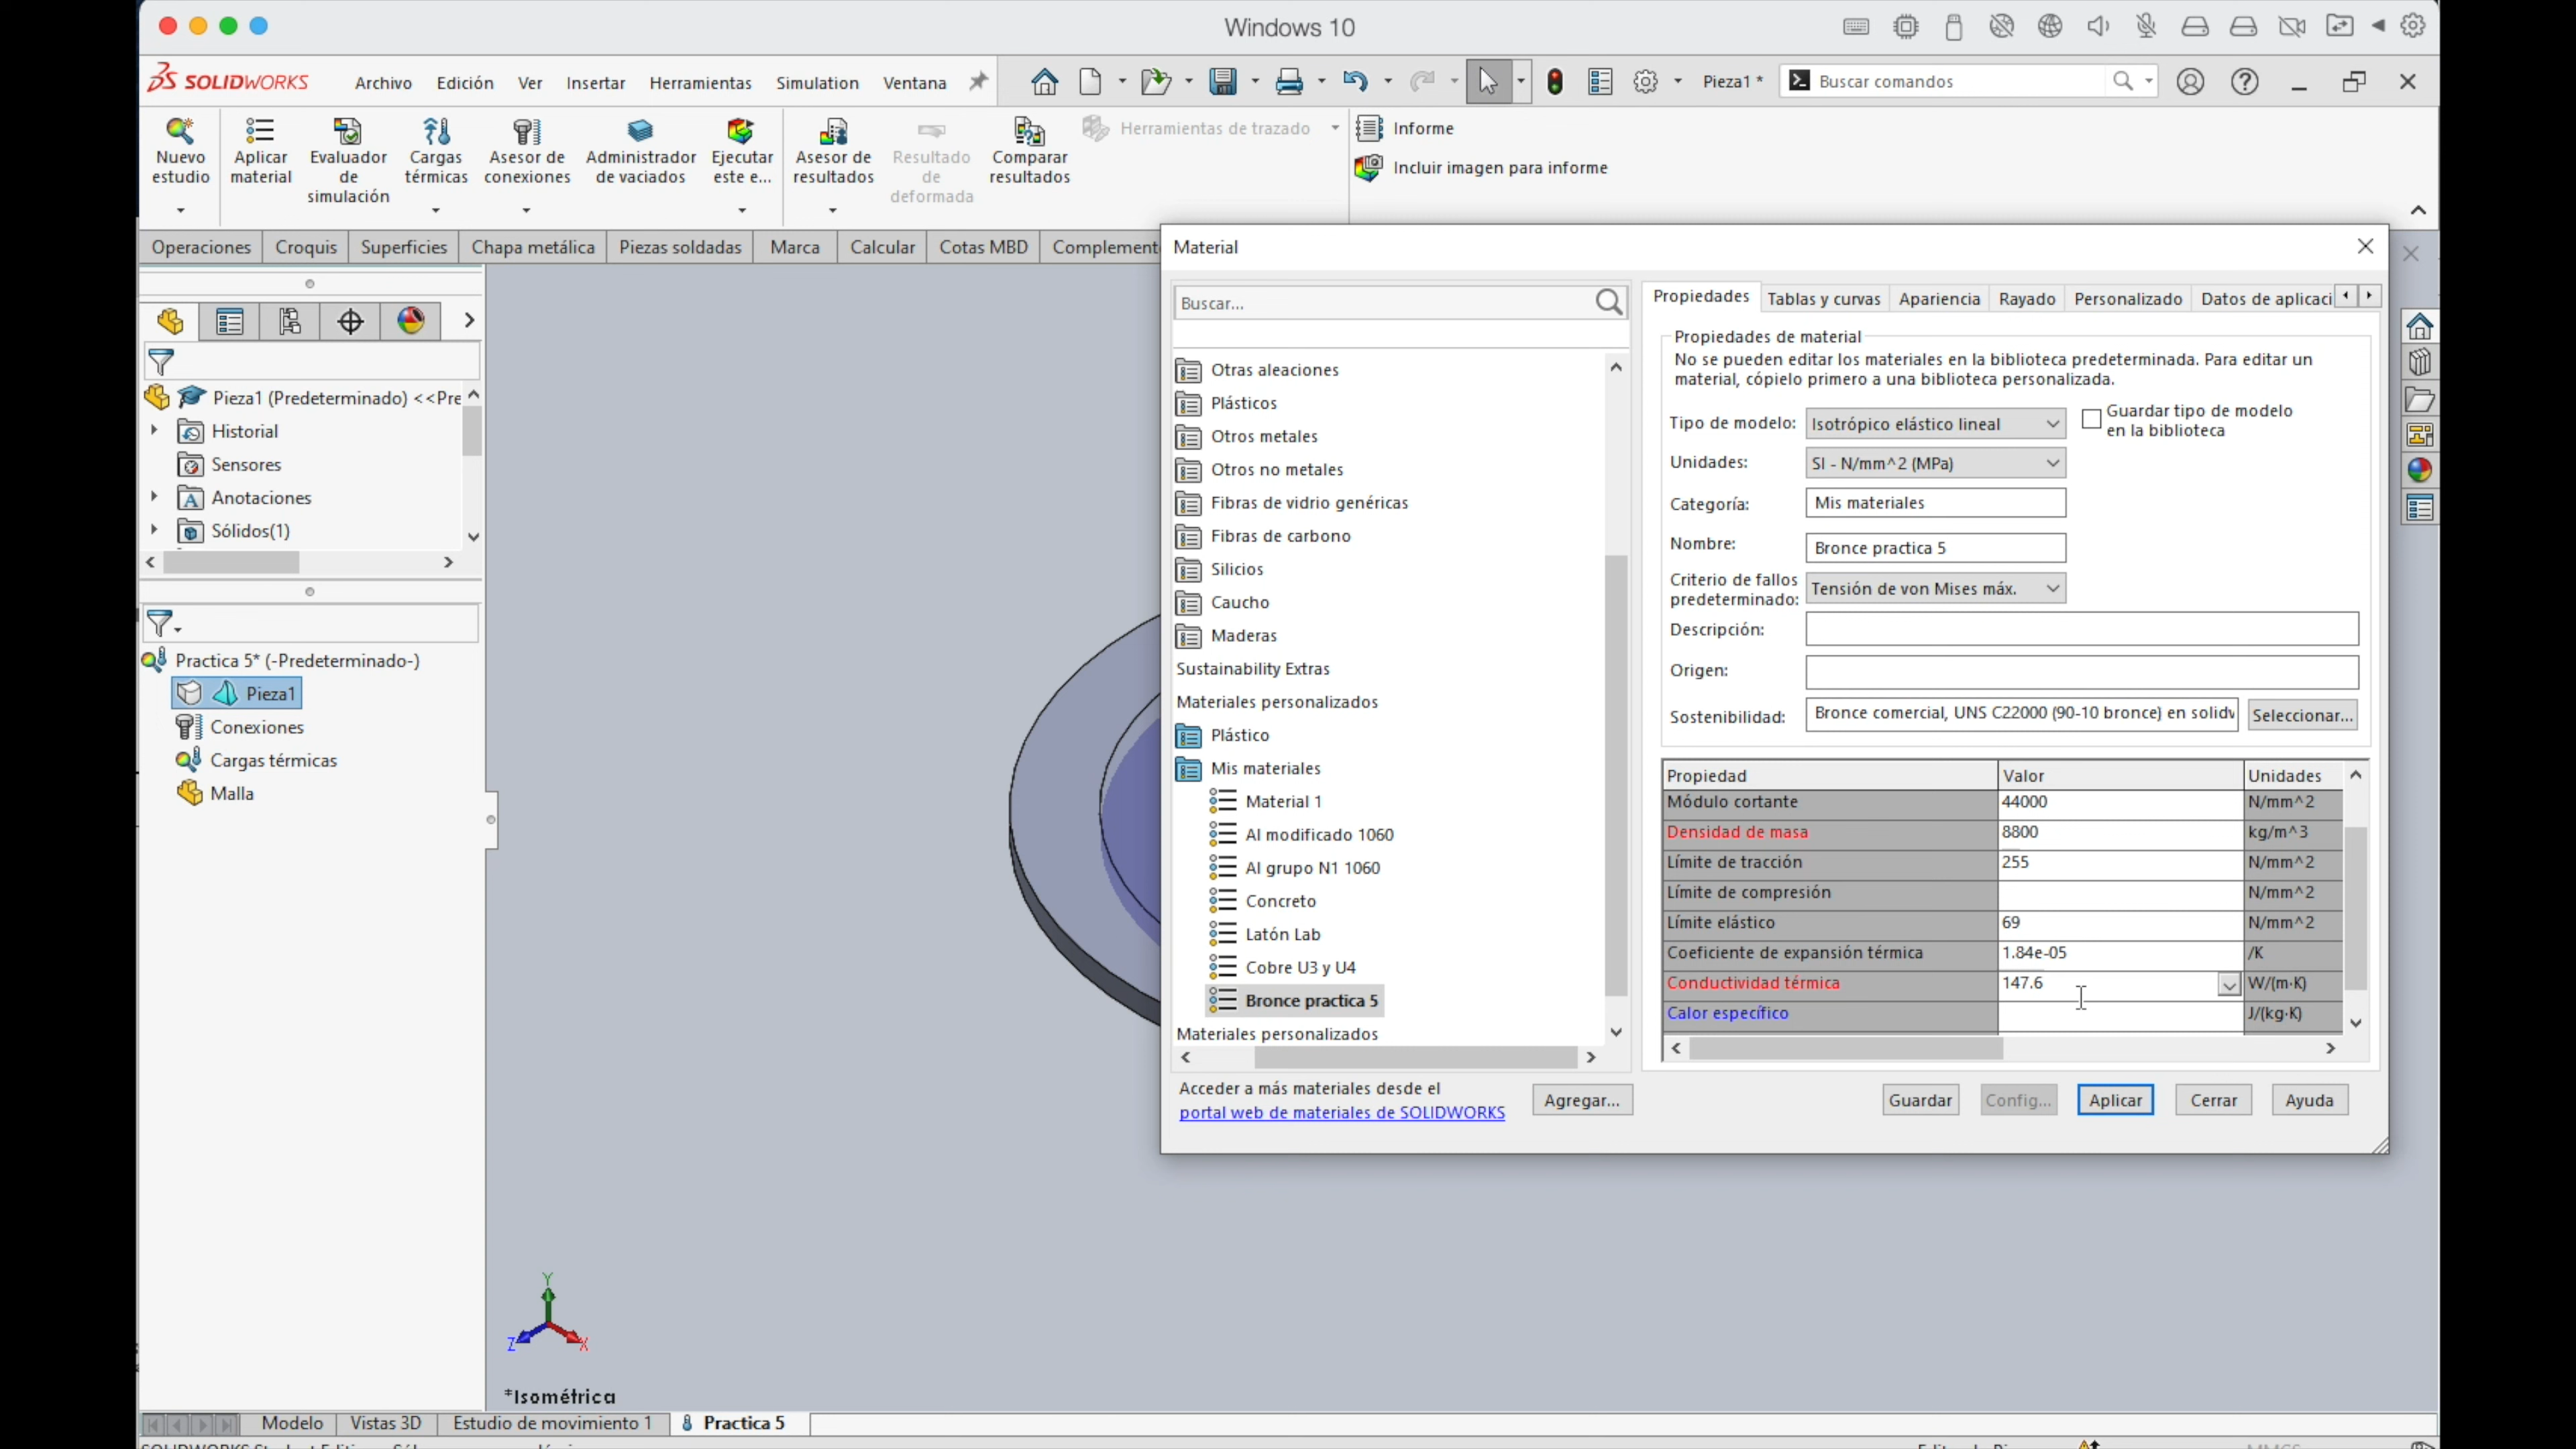 Windows 10
SOLIDWORKS
Archivo Edición Ver Insertar Herramientas Simulation Ventana
Pieza1 *
Buscar comandos
Nuevo estudio
Aplicar material
Evaluador de simulación
Cargas térmicas
Asesor de conexiones
Administrador de vaciados
Ejecutar este e...
Asesor de resultados
Resultado de deformada
Comparar resultados
Herramientas de trazado
Informe
Incluir imagen para informe
Operaciones Croquis Superficies Chapa metálica Piezas soldadas Marca Calcular Cotas MBD Complement
Pieza1 (Predeterminado) <<Pre
Historial
Sensores
Anotaciones
Sólidos(1)
Practica 5* (-Predeterminado-)
Pieza1
Conexiones
Cargas térmicas
Malla
Material
Buscar...
Otras aleaciones
Plásticos
Otros metales
Otros no metales
Fibras de vidrio genéricas
Fibras de carbono
Silicios
Caucho
Maderas
Sustainability Extras
Materiales personalizados
Plástico
Mis materiales
Material 1
Al modificado 1060
Al grupo N1 1060
Concreto
Latón Lab
Cobre U3 y U4
Bronce practica 5
Materiales personalizados
Acceder a más materiales desde el
portal web de materiales de SOLIDWORKS
Agregar...
Propiedades Tablas y curvas Apariencia Rayado Personalizado Datos de aplicaci
Propiedades de material
No se pueden editar los materiales en la biblioteca predeterminada. Para editar un
material, cópielo primero a una biblioteca personalizada.
Tipo de modelo: Isotrópico elástico lineal
Guardar tipo de modelo
en la biblioteca
Unidades: SI - N/mm^2 (MPa)
Categoría: Mis materiales
Nombre: Bronce practica 5
Criterio de fallos
predeterminado: Tensión de von Mises máx.
Descripción:
Origen:
Sostenibilidad: Bronce comercial, UNS C22000 (90-10 bronce) en solidw
Seleccionar...
Propiedad Valor Unidades
Módulo cortante 44000 N/mm^2
Densidad de masa 8800 kg/m^3
Límite de tracción 255 N/mm^2
Límite de compresión N/mm^2
Límite elástico 69 N/mm^2
Coeficiente de expansión térmica 1.84e-05 /K
Conductividad térmica 147.6 W/(m·K)
Calor específico J/(kg·K)
Guardar Config... Aplicar Cerrar Ayuda
Y
Z X
*Isométrica
Modelo Vistas 3D Estudio de movimiento 1 Practica 5